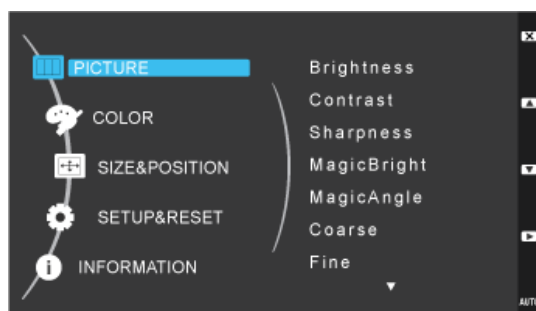 PICTURE
COLOR
SIZE&POSITION
SETUP&RESET
INFORMATION
Brightness
Contrast
Sharpness
MagicBright
MagicAngle
Coarse
Fine
AUTO